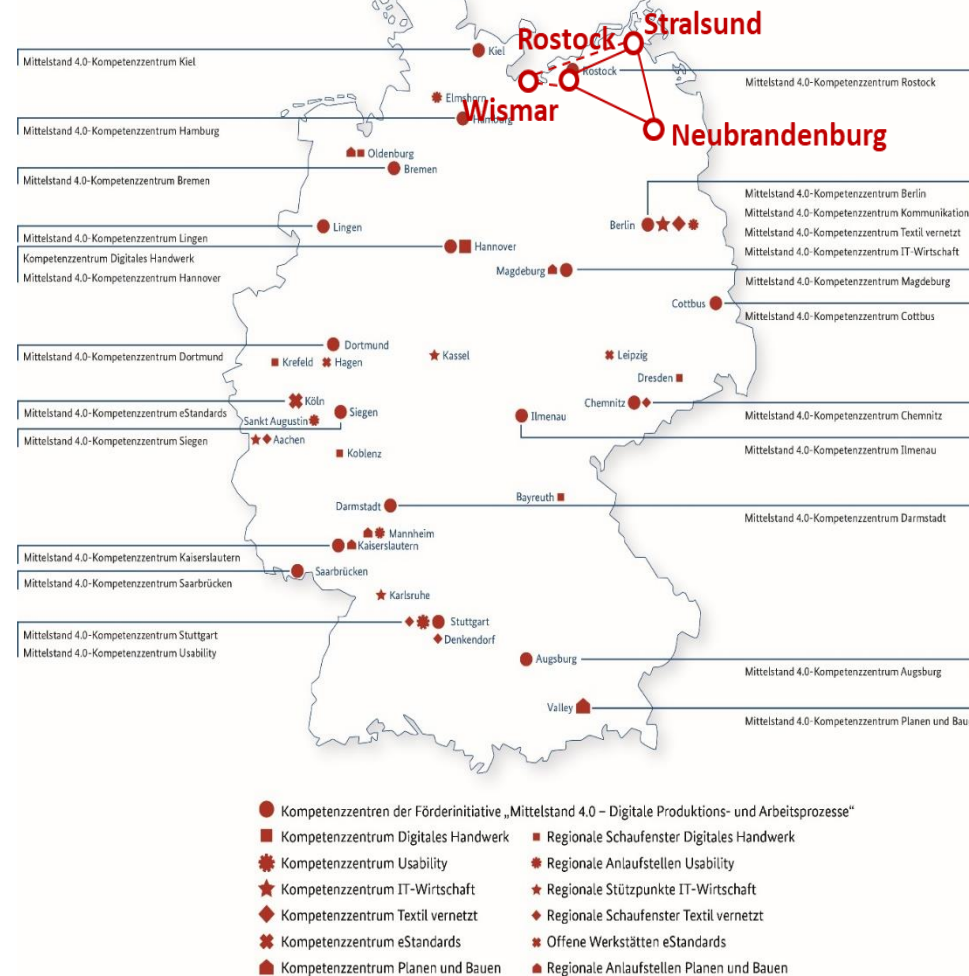 Stralsund
Rostock
Kiel
Mittelstand 4.0-Kompetenzzentrum Kiel
Rostock
Mittelstand 4.0-Kompetenzzentrum Rostock
Elmshorn
Wismar
Hamburg
Mittelstand 4.0-Kompetenzzentrum Hamburg
Neubrandenburg
Oldenburg
Bremen
Mittelstand 4.0-Kompetenzzentrum Bremen
Mittelstand 4.0-Kompetenzzentrum Berlin
Mittelstand 4.0-Kompetenzzentrum Kommunikation
Berlin
Mittelstand 4.0-Kompetenzzentrum Textil vernetzt
Mittelstand 4.0-Kompetenzzentrum IT-Wirtschaft
Lingen
Mittelstand 4.0-Kompetenzzentrum Lingen
Hannover
Kompetenzzentrum Digitales Handwerk
Mittelstand 4.0-Kompetenzzentrum Hannover
Magdeburg
Mittelstand 4.0-Kompetenzzentrum Magdeburg
Cottbus
Mittelstand 4.0-Kompetenzzentrum Cottbus
Dortmund
Mittelstand 4.0-Kompetenzzentrum Dortmund
Krefeld
Hagen
Kassel
Leipzig
Dresden
Köln
Mittelstand 4.0-Kompetenzzentrum eStandards
Sankt Augustin
Siegen
Mittelstand 4.0-Kompetenzzentrum Siegen
Aachen
Koblenz
Chemnitz
Mittelstand 4.0-Kompetenzzentrum Chemnitz
Ilmenau
Mittelstand 4.0-Kompetenzzentrum Ilmenau
Bayreuth
Darmstadt
Mittelstand 4.0-Kompetenzzentrum Darmstadt
Mannheim
Kaiserslautern
Mittelstand 4.0-Kompetenzzentrum Kaiserslautern
Saarbrücken
Mittelstand 4.0-Kompetenzzentrum Saarbrücken
Karlsruhe
Stuttgart
Mittelstand 4.0-Kompetenzzentrum Stuttgart
Denkendorf
Mittelstand 4.0-Kompetenzzentrum Usability
Augsburg
Mittelstand 4.0-Kompetenzzentrum Augsburg
Valley
Mittelstand 4.0-Kompetenzzentrum Planen und Bau
Kompetenzzentren der Förderinitiative „Mittelstand 4.0 – Digitale Produktions- und Arbeitsprozesse“
Kompetenzzentrum Digitales Handwerk
Regionale Schaufenster Digitales Handwerk
Kompetenzzentrum Usability
Regionale Anlaufstellen Usability
Kompetenzzentrum IT-Wirtschaft
Regionale Stützpunkte IT-Wirtschaft
Kompetenzzentrum Textil vernetzt
Regionale Schaufenster Textil vernetzt
Kompetenzzentrum eStandards
Offene Werkstätten eStandards
Kompetenzzentrum Planen und Bauen
Regionale Anlaufstellen Planen und Bauen